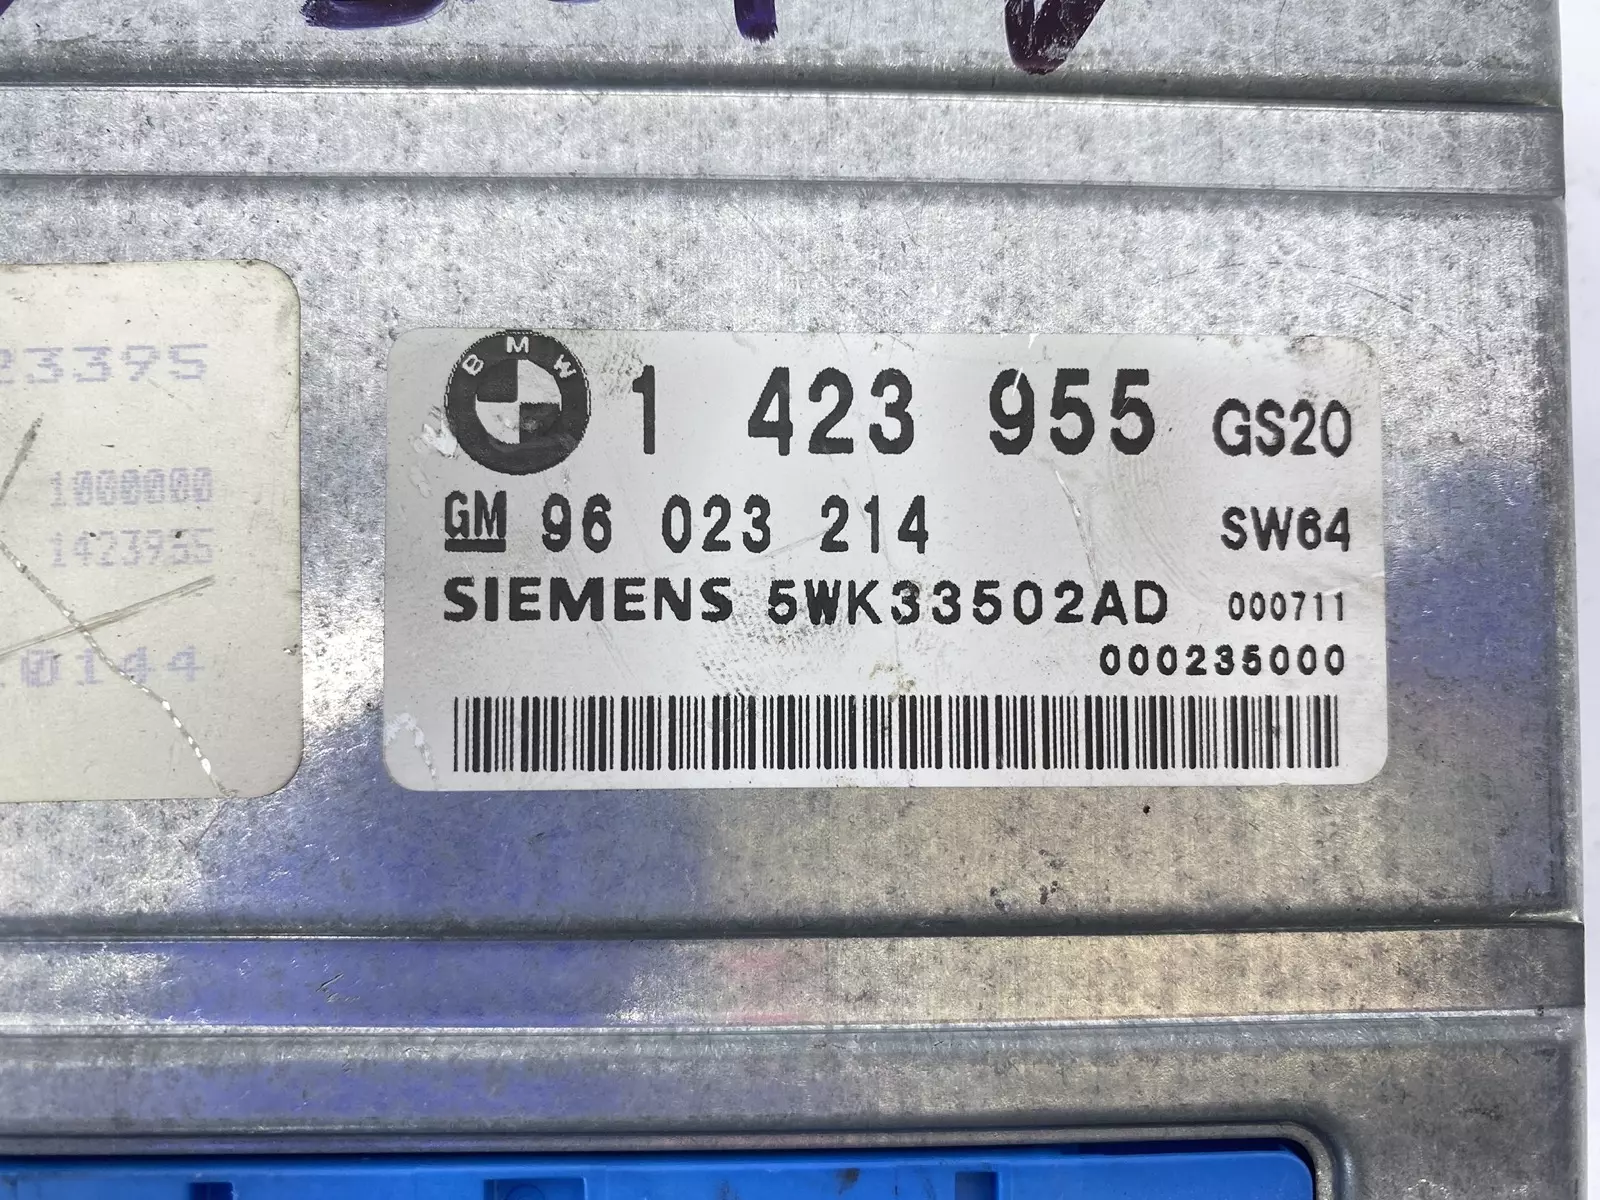 23395
1000000
1423955
0144
BMW 1 423 955 GS20
GM 96 023 214 SW64
SIEMENS 5WK33502AD 000711
000235000